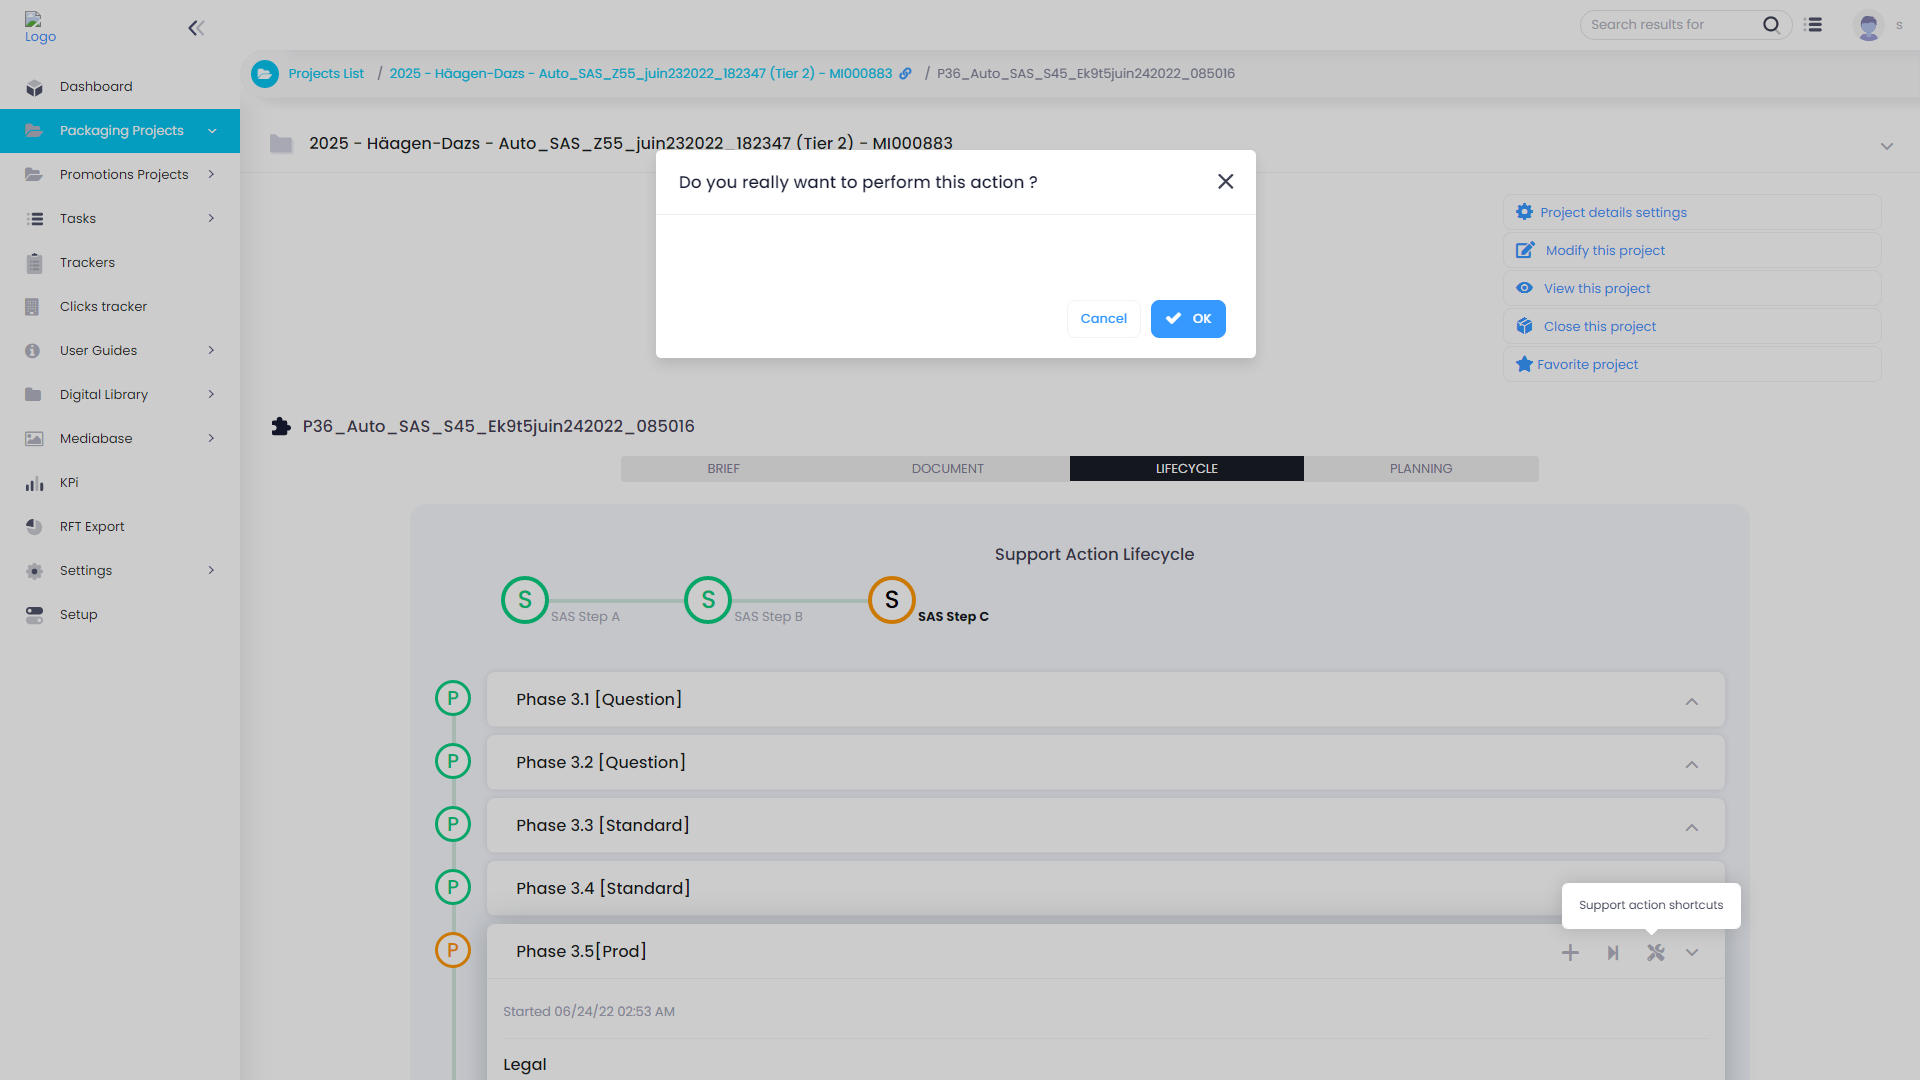 Logo
Search results for
s
Dashboard
Packaging Projects
Promotions Projects
Tasks
Trackers
Clicks tracker
User Guides
Digital Library
Mediabase
KPi
RFT Export
Settings
Setup
Projects List / 2025 - Häagen-Dazs - Auto_SAS_Z55_juin232022_182347 (Tier 2) - MI000883 / P36_Auto_SAS_S45_Ek9t5juin242022_085016
2025 - Häagen-Dazs - Auto_SAS_Z55_juin232022_182347 (Tier 2) - MI000883
Do you really want to perform this action ?
Cancel
OK
Project details settings
Modify this project
View this project
Close this project
Favorite project
P36_Auto_SAS_S45_Ek9t5juin242022_085016
BRIEF
DOCUMENT
LIFECYCLE
PLANNING
Support Action Lifecycle
S
SAS Step A
S
SAS Step B
S
SAS Step C
P
Phase 3.1 [Question]
P
Phase 3.2 [Question]
P
Phase 3.3 [Standard]
P
Phase 3.4 [Standard]
Support action shortcuts
P
Phase 3.5[Prod]
Started 06/24/22 02:53 AM
Legal